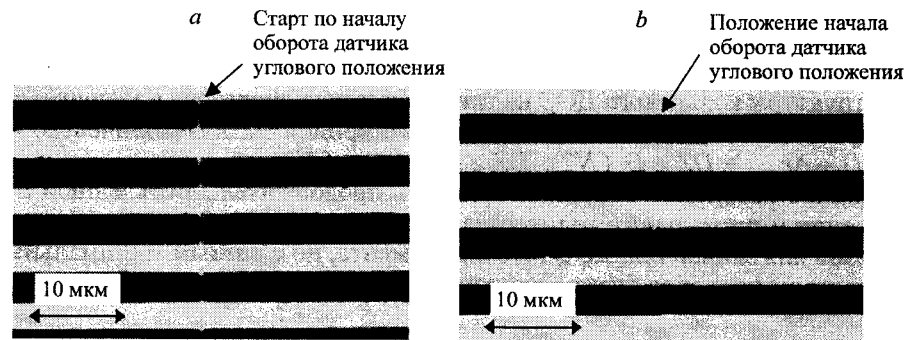 a
Старт по началу
оборота датчика
углового положения
10 мкм
b
Положение начала
оборота датчика
углового положения
10 мкм